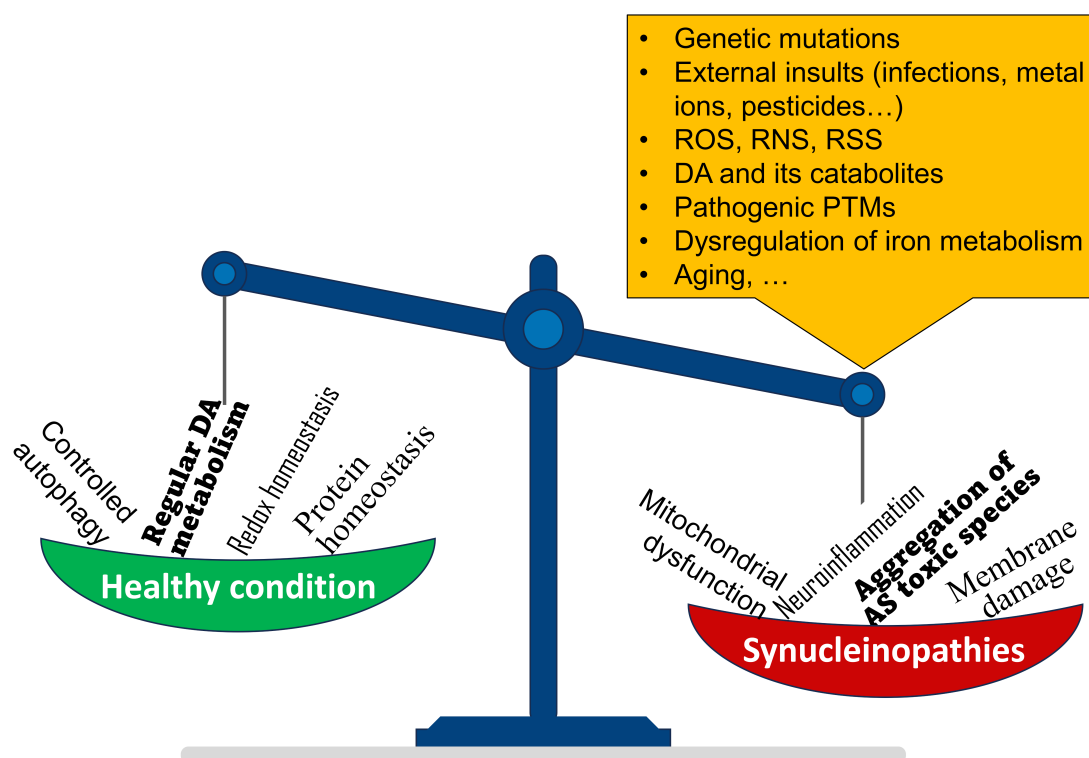 • Genetic mutations
• External insults (infections, metal
ions, pesticides…)
• ROS, RNS, RSS
• DA and its catabolites
• Pathogenic PTMs
• Dysregulation of iron metabolism
• Aging, …
Controlled
autophagy
Regular DA
metabolism
Redox homeostasis
Protein
homeostasis
Healthy condition
Mitochondrial
dysfunction
Neuroinflammation
Aggregation of
AS toxic species
Membrane
damage
Synucleinopathies